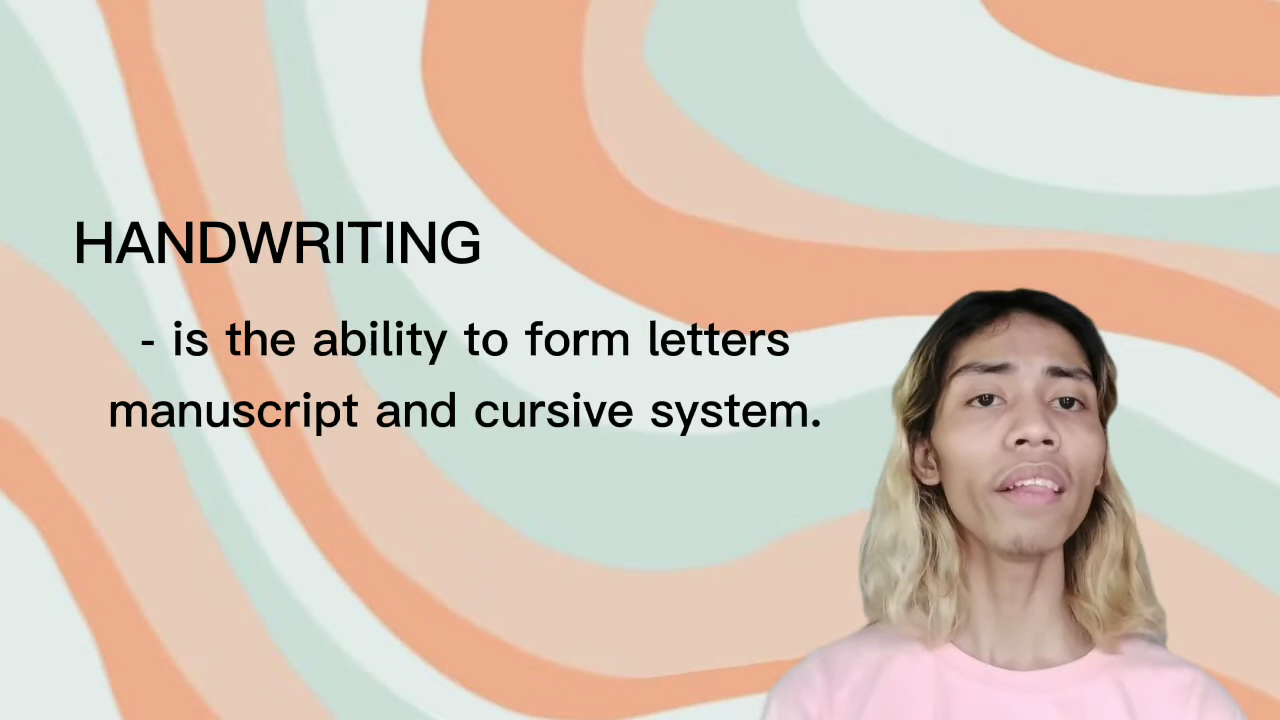 HANDWRITING
- is the ability to form letters
manuscript and cursive system.